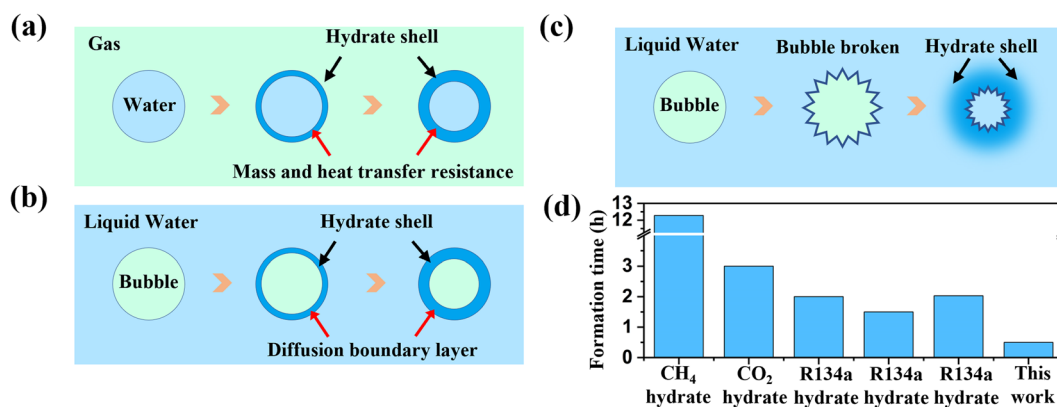 (a)
Gas
Hydrate shell
Water
Mass and heat transfer resistance
(b)
Liquid Water
Hydrate shell
Bubble
Diffusion boundary layer
(c)
Liquid Water
Bubble broken
Hydrate shell
Bubble
(d)
Formation time (h)
13
12
3
2
1
0
CH₄
hydrate
CO₂
hydrate
R134a
hydrate
R134a
hydrate
R134a
hydrate
This
work